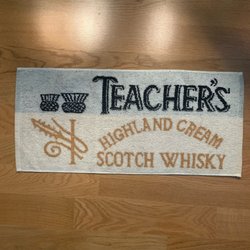 TEACHER'S
HIGHLAND CREAM
SCOTCH WHISKY